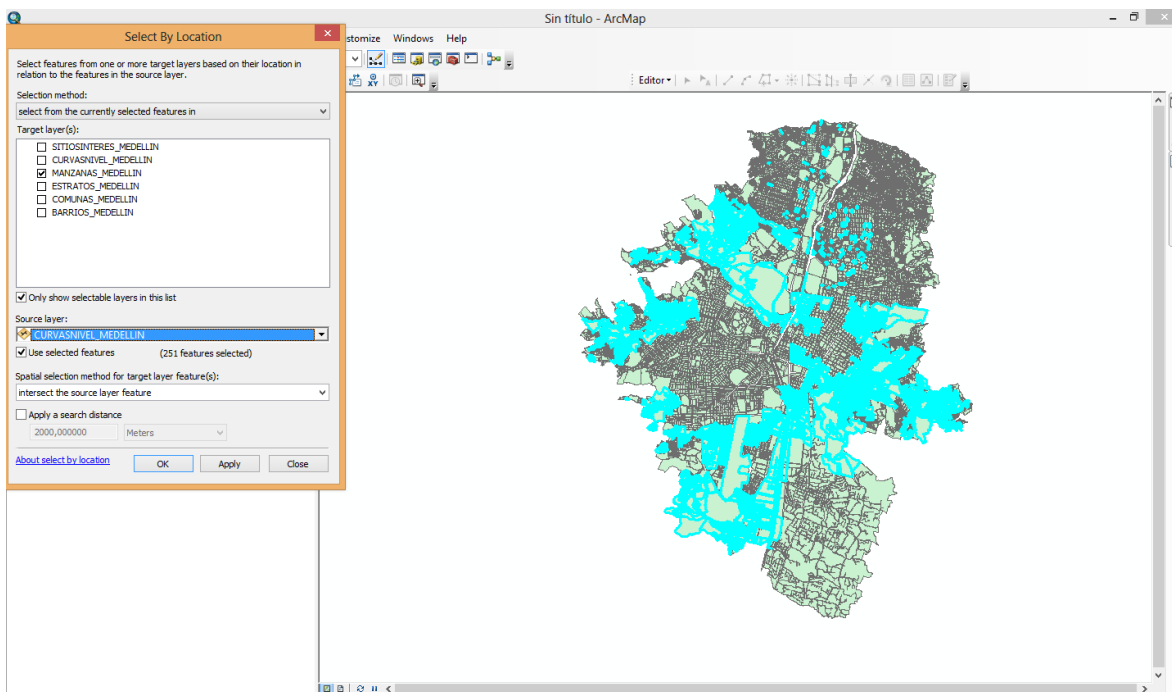 Sin título - ArcMap
Select By Location
Select features from one or more target layers based on their location in
relation to the features in the source layer.
Selection method:
select from the currently selected features in
Target layer(s):
SITIOSINTERES_MEDELLIN
CURVASNIVEL_MEDELLIN
MANZANAS_MEDELLIN
ESTRATOS_MEDELLIN
COMUNAS_MEDELLIN
BARRIOS_MEDELLIN
Only show selectable layers in this list
Source layer:
CURVASNIVEL_MEDELLIN
Use selected features (251 features selected)
Spatial selection method for target layer feature(s):
intersect the source layer feature
Apply a search distance
2000,000000 Meters
About select by location OK Apply Close
stomize Windows Help
XY
Editor